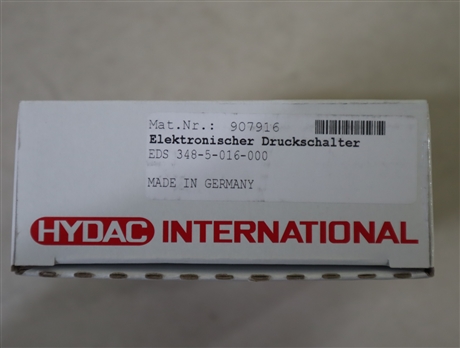 Mat.Nr.: 907916
Elektronischer Druckschalter
EDS 348-5-016-000
MADE IN GERMANY
HYDAC INTERNATIONAL